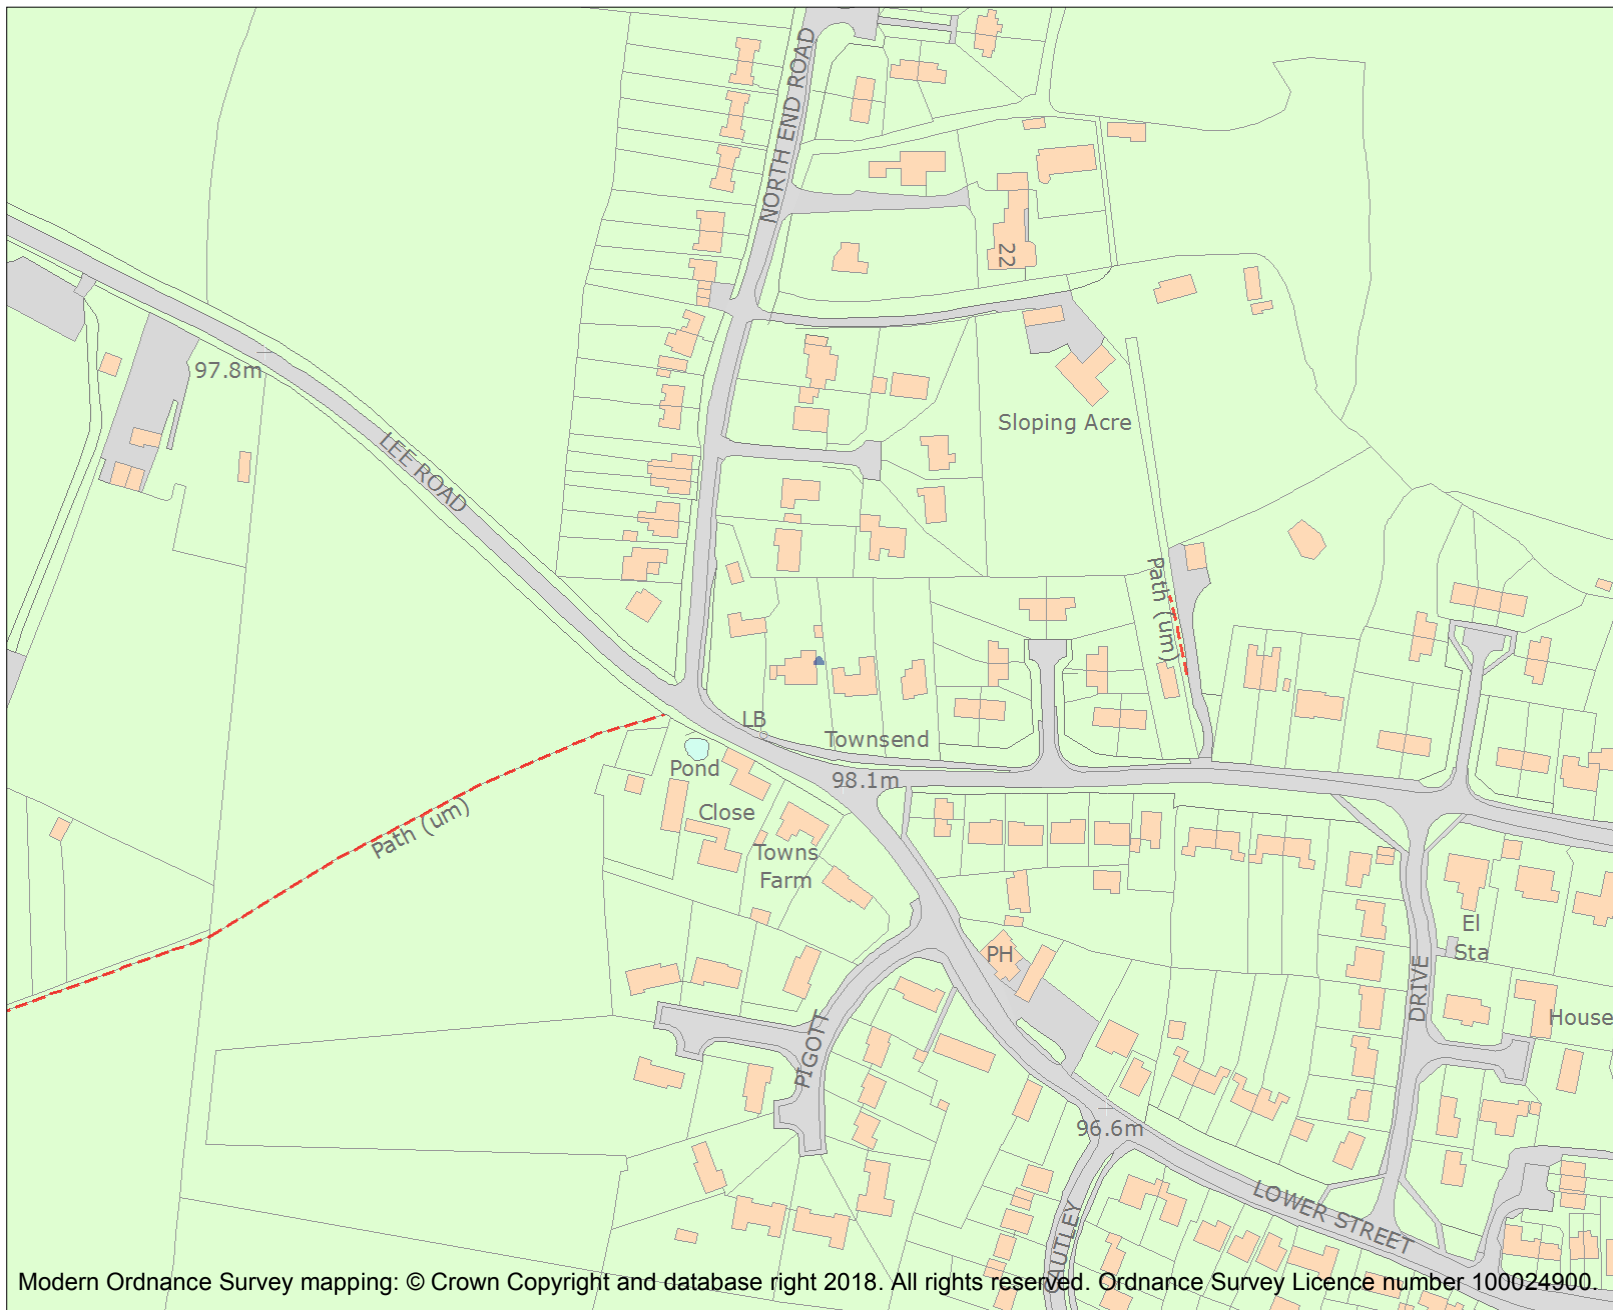 NORTH END ROAD
22
97.8m
LEE ROAD
Sloping Acre
Path (um)
LB
Townsend
Pond
98.1m
Close
Path (um)
Towns
Farm
PH
El
Sta
DRIVE
House
PIGOTT
96.6m
LOWER STREET
AUTLEY
Modern Ordnance Survey mapping: © Crown Copyright and database right 2018. All rights reserved. Ordnance Survey Licence number 100024900.